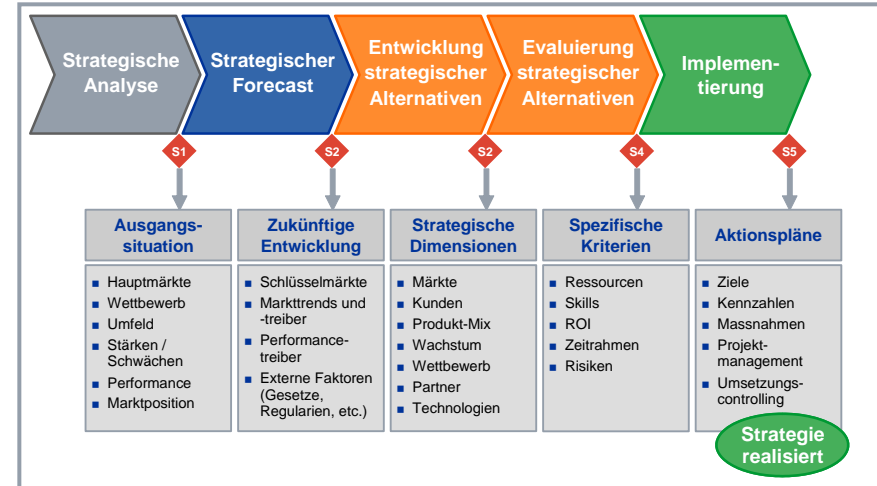 Strategische
Analyse
Strategischer
Forecast
Entwicklung
strategischer
Alternativen
Evaluierung
strategischer
Alternativen
Implemen-
tierung
S1
S2
S2
S4
S5
Ausgangs-
situation
Zukünftige
Entwicklung
Strategische
Dimensionen
Spezifische
Kriterien
Aktionspläne
Hauptmärkte
Wettbewerb
Umfeld
Stärken /
Schwächen
Performance
Marktposition
Schlüsselmärkte
Markttrends und
-treiber
Performance-
treiber
Externe Faktoren
(Gesetze,
Regularien, etc.)
Märkte
Kunden
Produkt-Mix
Wachstum
Wettbewerb
Partner
Technologien
Ressourcen
Skills
ROI
Zeitrahmen
Risiken
Ziele
Kennzahlen
Massnahmen
Projekt-
management
Umsetzungs-
controlling
Strategie
realisiert